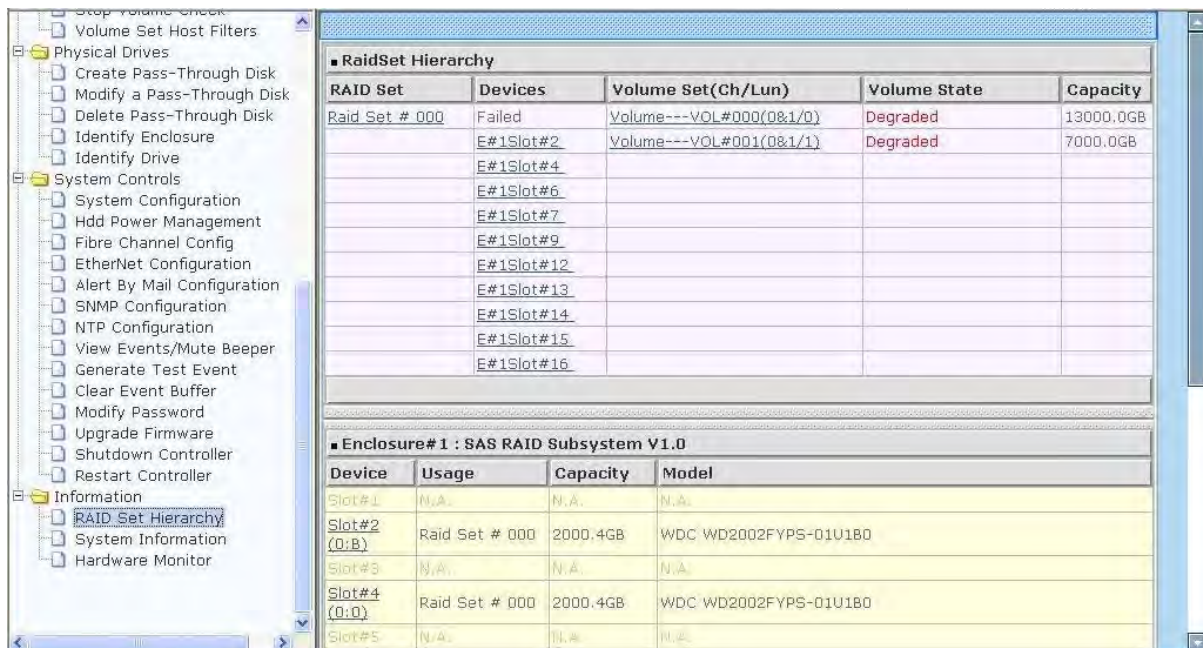 Stop Volume Check
Volume Set Host Filters
Physical Drives
Create Pass-Through Disk
Modify a Pass-Through Disk
Delete Pass-Through Disk
Identify Enclosure
Identify Drive
System Controls
System Configuration
Hdd Power Management
Fibre Channel Config
EtherNet Configuration
Alert By Mail Configuration
SNMP Configuration
NTP Configuration
View Events/Mute Beeper
Generate Test Event
Clear Event Buffer
Modify Password
Upgrade Firmware
Shutdown Controller
Restart Controller
Information
RAID Set Hierarchy
System Information
Hardware Monitor
RaidSet Hierarchy
RAID Set Devices Volume Set(Ch/Lun) Volume State Capacity
Raid Set # 000 Failed Volume---VOL#000(0&1/0) Degraded 13000.0GB
E#1Slot#2 Volume---VOL#001(0&1/1) Degraded 7000.0GB
E#1Slot#4
E#1Slot#6
E#1Slot#7
E#1Slot#9
E#1Slot#12
E#1Slot#13
E#1Slot#14
E#1Slot#15
E#1Slot#16
Enclosure#1 : SAS RAID Subsystem V1.0
Device Usage Capacity Model
Slot#1 N.A. N.A. N.A.
Slot#2 (0:B) Raid Set # 000 2000.4GB WDC WD2002FYPS-01U1B0
Slot#3 N.A. N.A. N.A.
Slot#4 (0:0) Raid Set # 000 2000.4GB WDC WD2002FYPS-01U1B0
Slot#5 N.A. N.A. N.A.